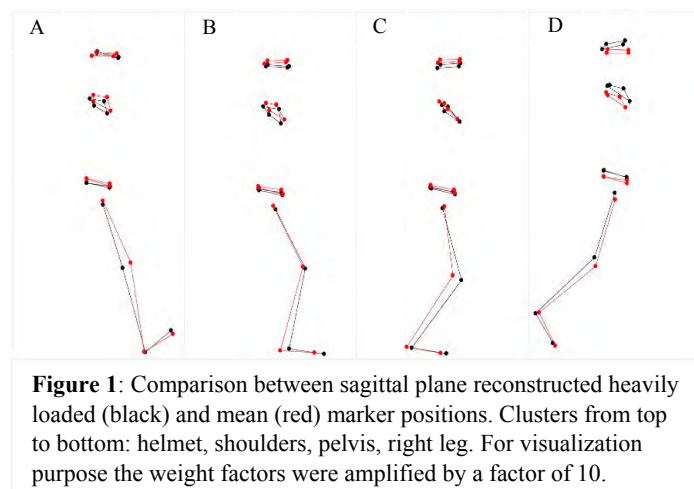 A B C D
Figure 1: Comparison between sagittal plane reconstructed heavily
loaded (black) and mean (red) marker positions. Clusters from top
to bottom: helmet, shoulders, pelvis, right leg. For visualization
purpose the weight factors were amplified by a factor of 10.